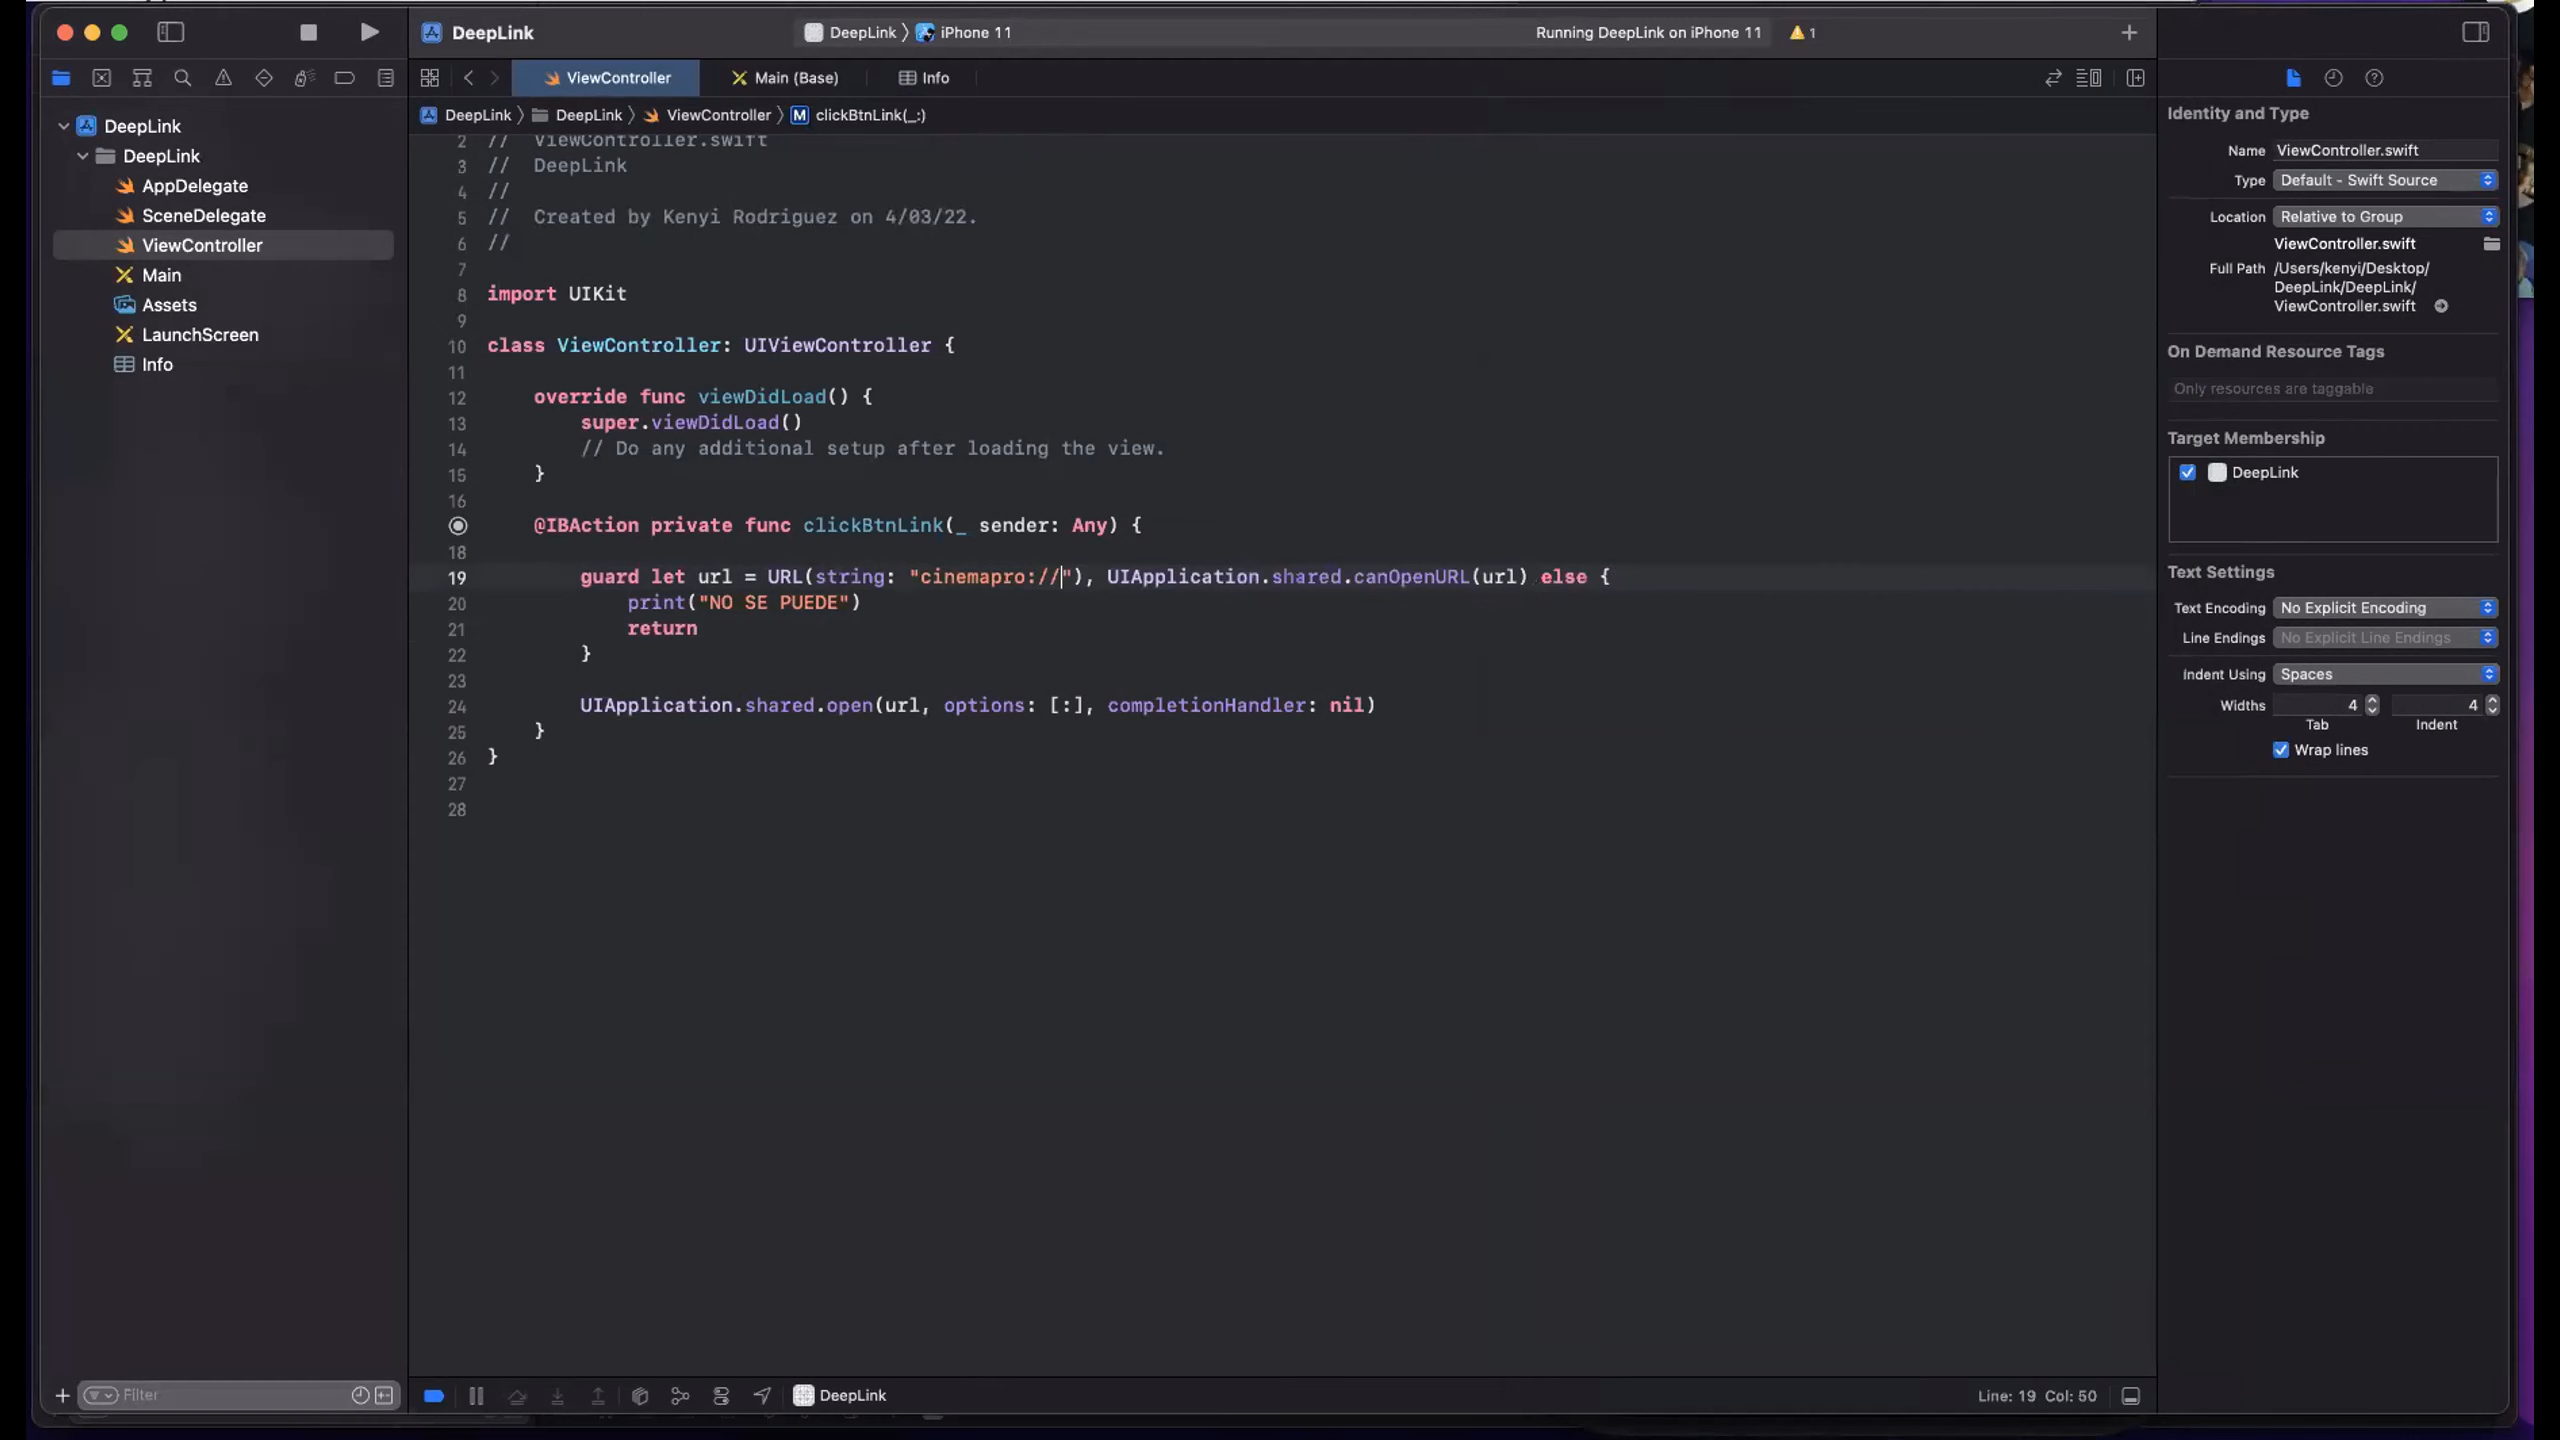 DeepLink
DeepLink
iPhone 11
Running DeepLink on iPhone 11
1
ViewController
Main (Base)
Info
DeepLink
DeepLink
ViewController
M
clickBtnLink(_:)
DeepLink
DeepLink
AppDelegate
SceneDelegate
ViewController
Main
Assets
LaunchScreen
Info
2 //  ViewController.swift
3 //  DeepLink
4 //
5 //  Created by Kenyi Rodriguez on 4/03/22.
6 //
7
8 import UIKit
9
10 class ViewController: UIViewController {
11
12     override func viewDidLoad() {
13         super.viewDidLoad()
14         // Do any additional setup after loading the view.
15     }
16
@IBAction private func clickBtnLink(_ sender: Any) {
18
19         guard let url = URL(string: "cinemapro://"), UIApplication.shared.canOpenURL(url) else {
20             print("NO SE PUEDE")
21             return
22         }
23
24         UIApplication.shared.open(url, options: [:], completionHandler: nil)
25     }
26 }
27
28
Identity and Type
Name ViewController.swift
Type Default - Swift Source
Location Relative to Group
ViewController.swift
Full Path /Users/kenyi/Desktop/
DeepLink/DeepLink/
ViewController.swift
On Demand Resource Tags
Only resources are taggable
Target Membership
DeepLink
Text Settings
Text Encoding No Explicit Encoding
Line Endings No Explicit Line Endings
Indent Using Spaces
Widths 4 4
Tab Indent
Wrap lines
Filter
DeepLink
Line: 19 Col: 50